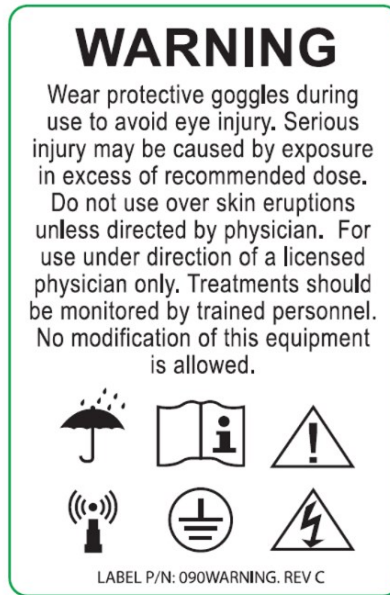 WARNING
Wear protective goggles during
use to avoid eye injury. Serious
injury may be caused by exposure
in excess of recommended dose.
Do not use over skin eruptions
unless directed by physician.  For
use under direction of a licensed
physician only. Treatments should
be monitored by trained personnel.
No modification of this equipment
is allowed.
LABEL P/N: 090WARNING. REV C